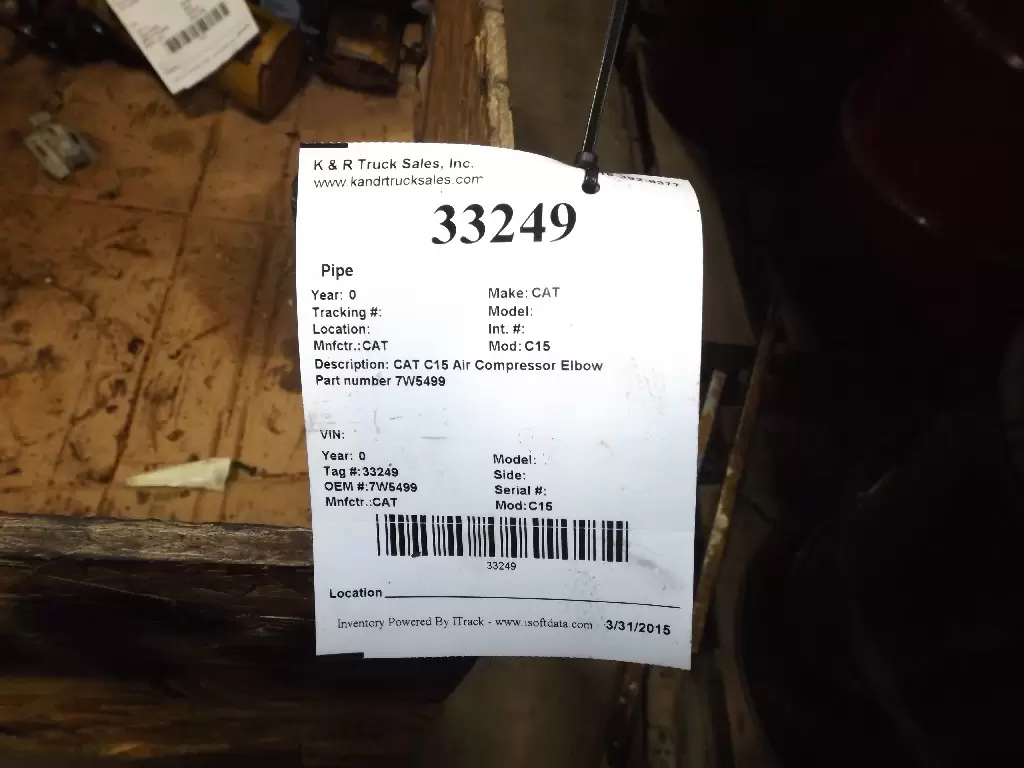 K & R Truck Sales, Inc.
www.kandrtrucksales.com
33249
Pipe
Year: 0 Make: CAT
Tracking #: Model:
Location: Int. #:
Mnfctr.:CAT Mod: C15
Description: CAT C15 Air Compressor Elbow
Part number 7W5499
VIN:
Year: 0 Model:
Tag #:33249 Side:
OEM #:7W5499 Serial #:
Mnfctr.:CAT Mod: C15
33249
Location
Inventory Powered By ITrack - www.isoftdata.com 3/31/2015